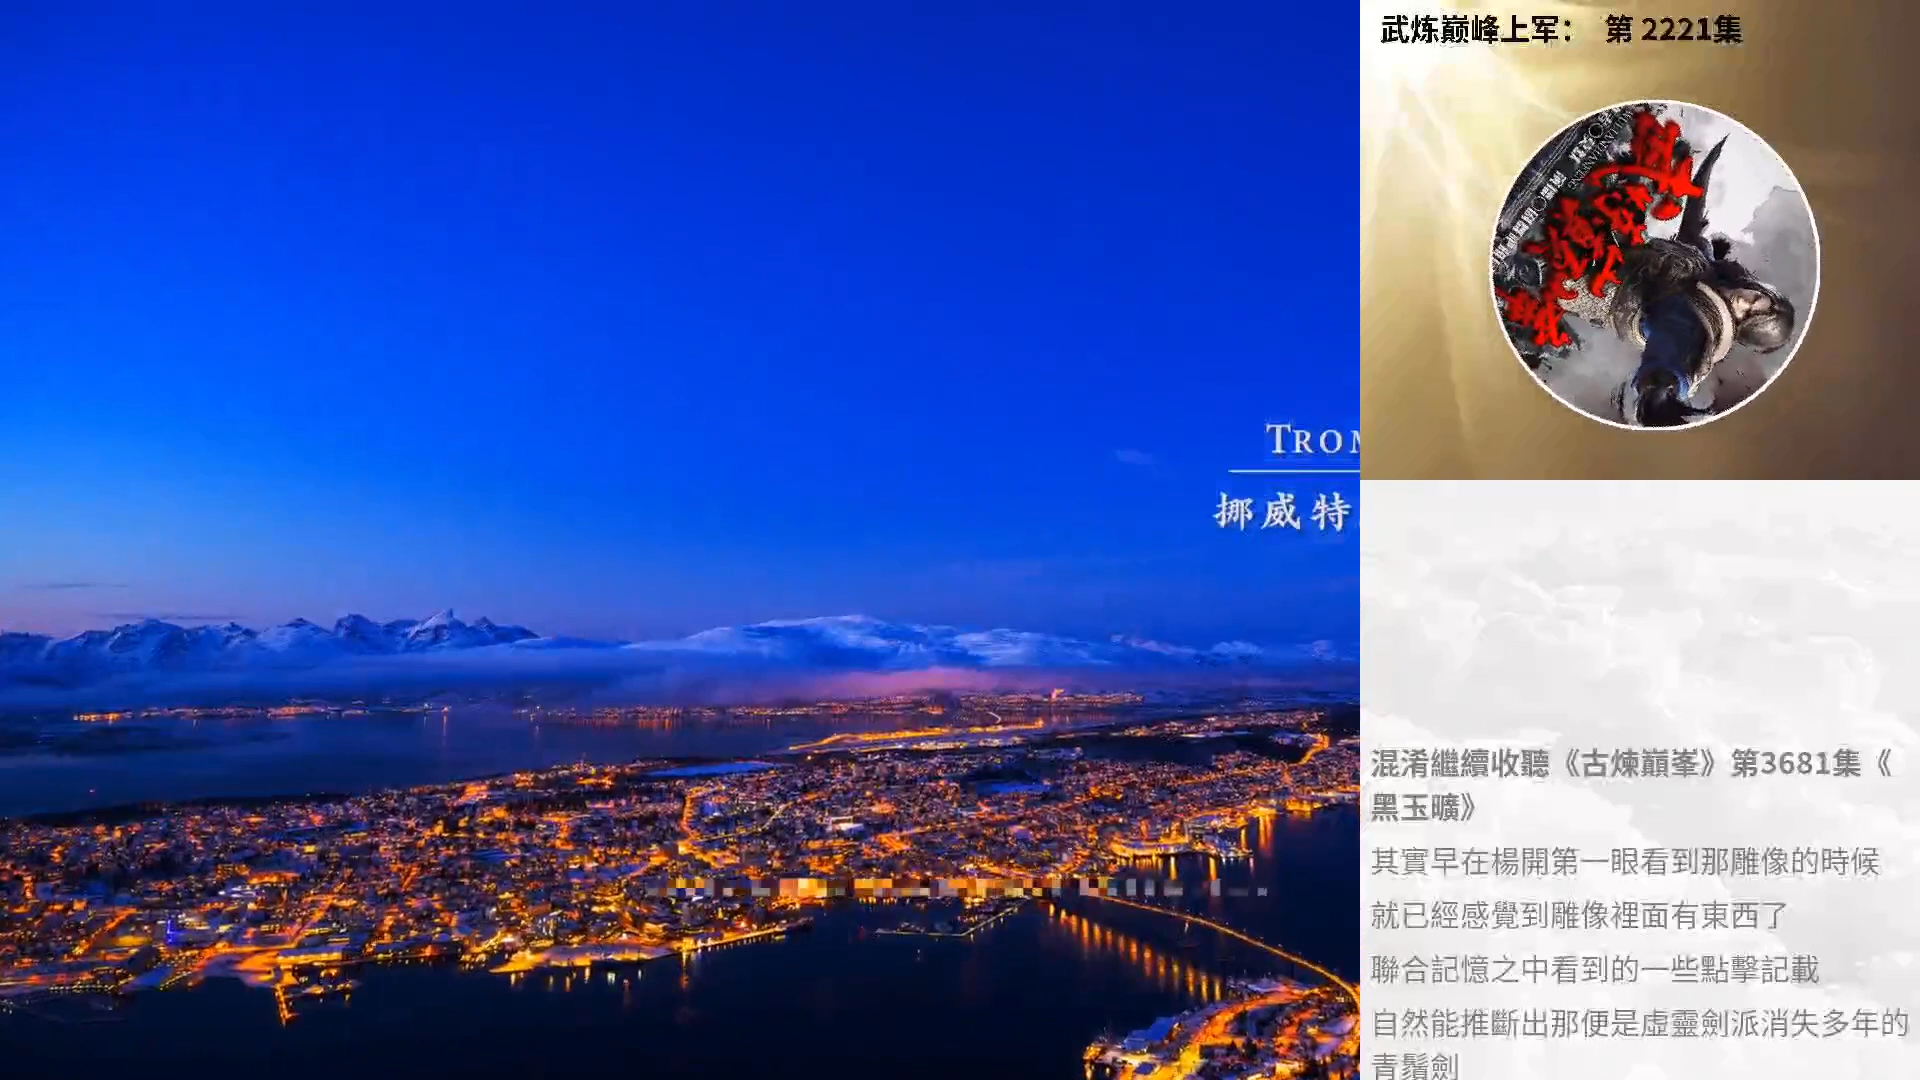 TROM
挪威特
武炼巅峰上军： 第 2221集
混淆繼續收聽《古煉巔峯》第3681集《
黑玉曠》
其實早在楊開第一眼看到那雕像的時候
就已經感覺到雕像裡面有東西了
聯合記憶之中看到的一些點擊記載
自然能推斷出那便是虛靈劍派消失多年的
青鬚劍